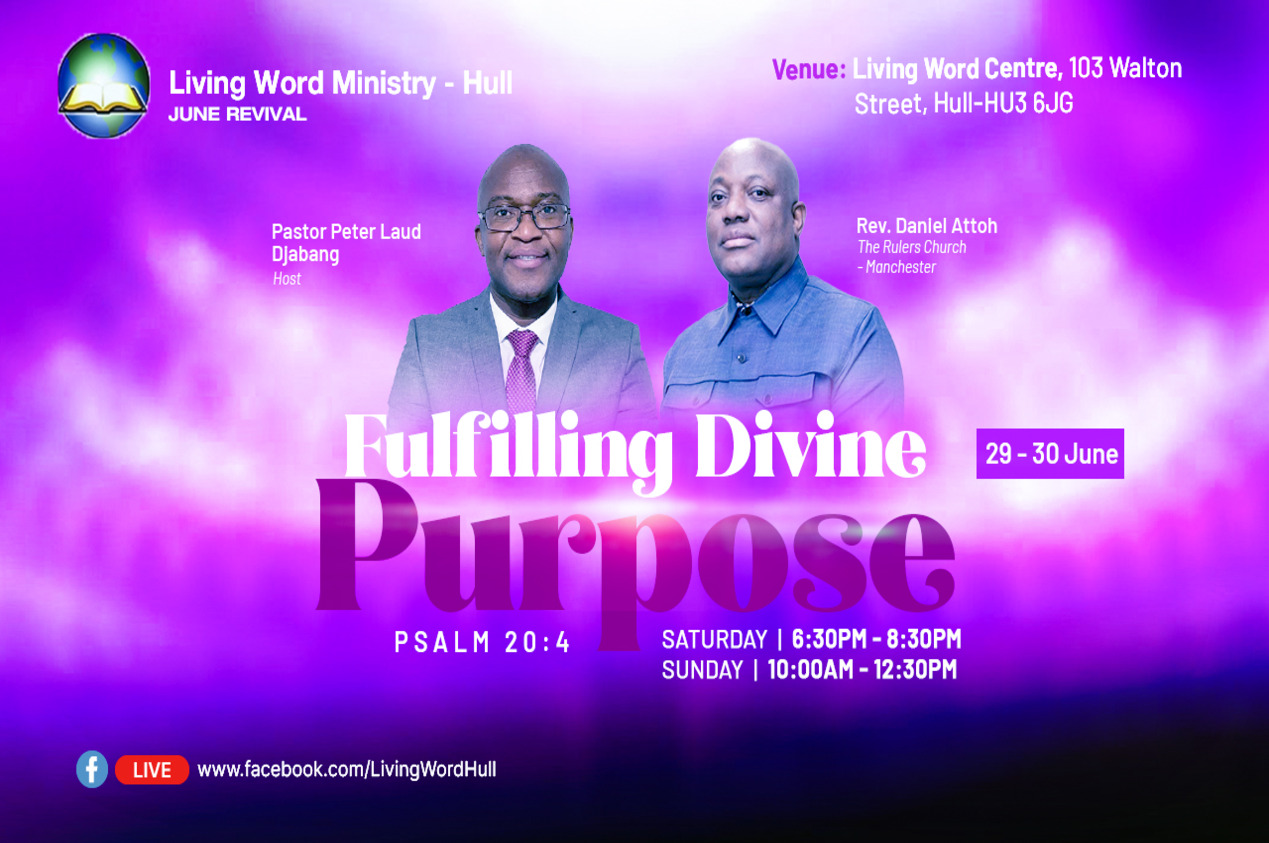 Living Word Ministry - Hull
JUNE REVIVAL
Venue: Living Word Centre, 103 Walton
Street, Hull-HU3 6JG
Pastor Peter Laud
Djabang
Host
Rev. Daniel Attoh
The Rulers Church
- Manchester
Fulfilling Divine
Purpose
29 - 30 June
PSALM 20:4
SATURDAY | 6:30PM - 8:30PM
SUNDAY | 10:00AM - 12:30PM
f LIVE www.facebook.com/LivingWordHull